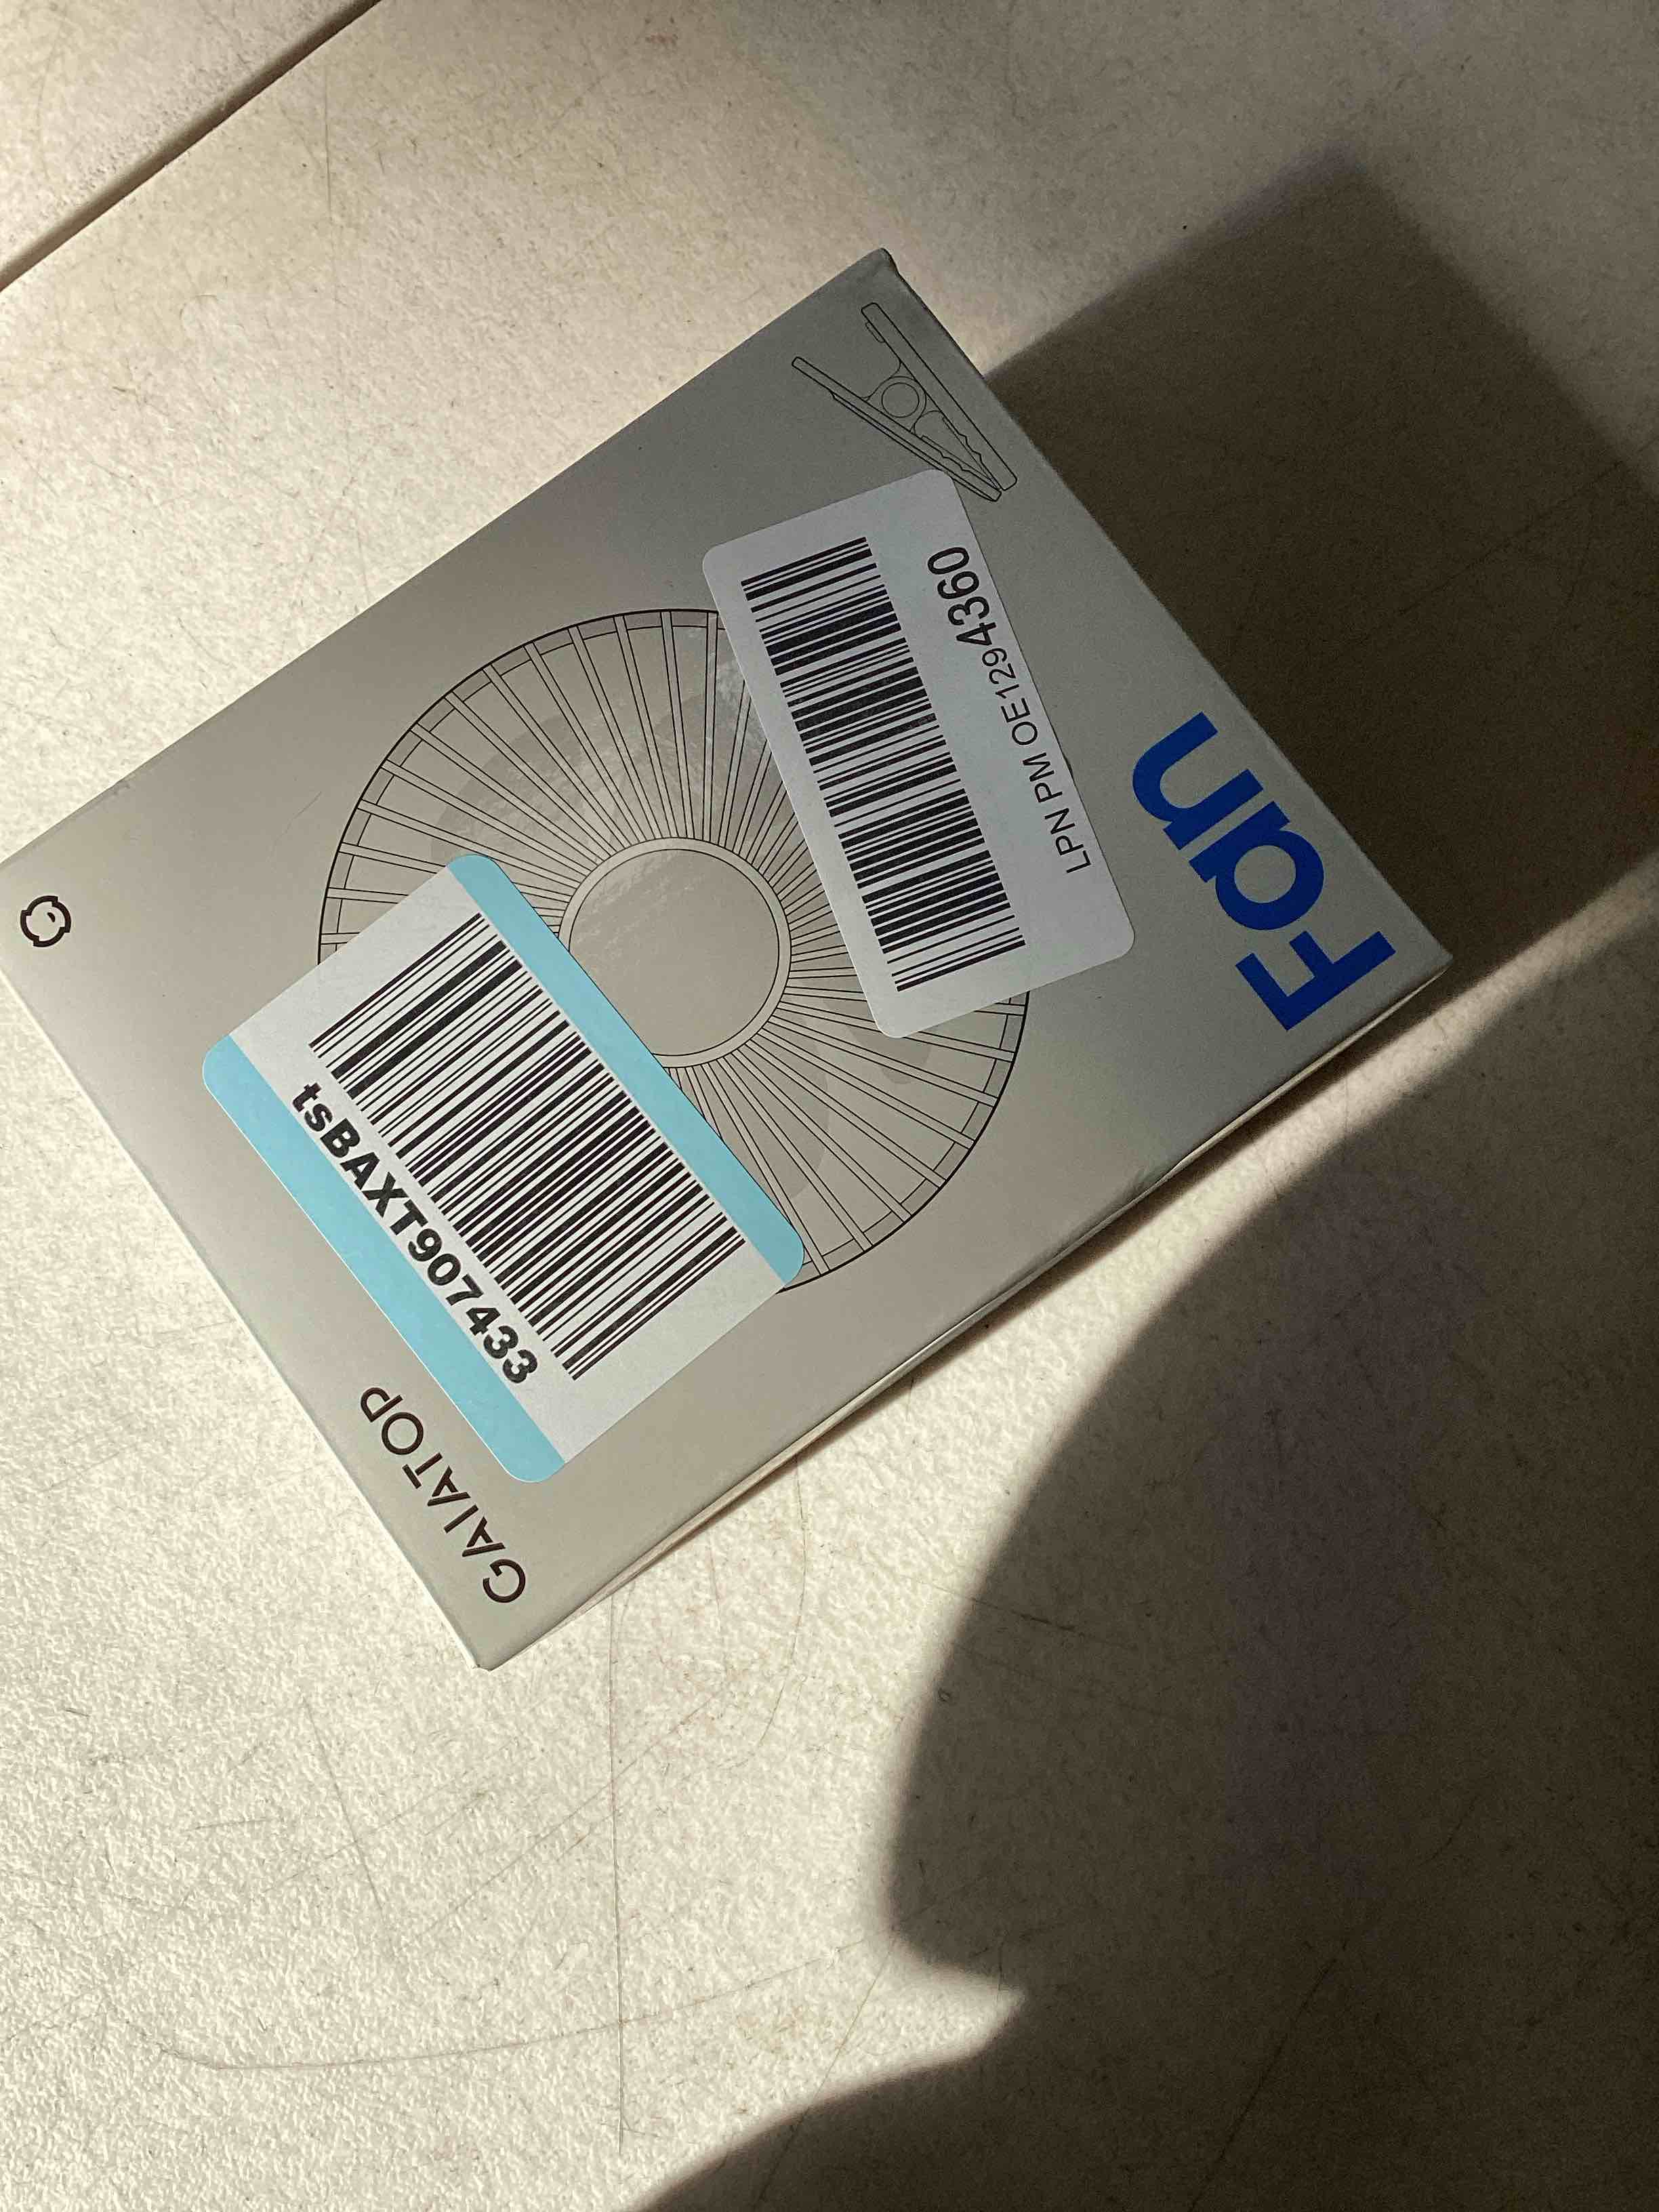 GAIATOP
tsBAXT907433
LPN PM OE1294360
Fan